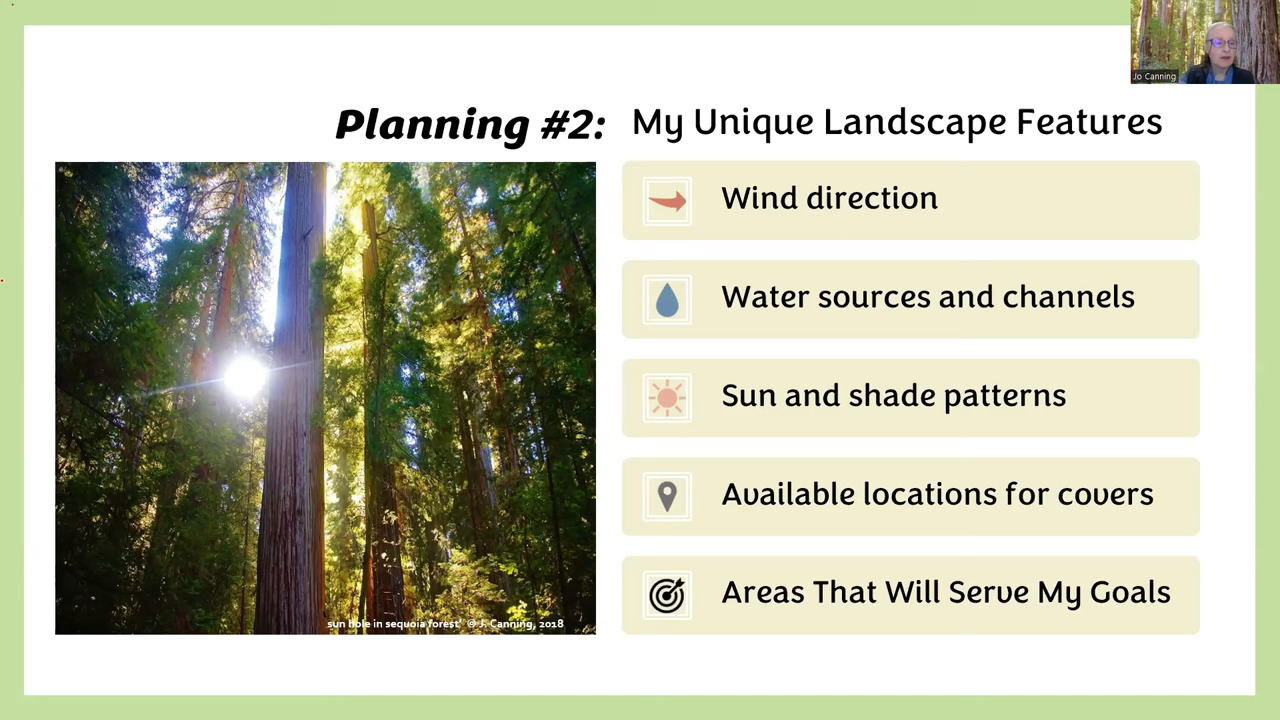 Jo Canning
Planning #2: My Unique Landscape Features
Wind direction
Water sources and channels
Sun and shade patterns
Available locations for covers
Areas That Will Serve My Goals
sun hole in sequoia forest' © J. Canning, 2018